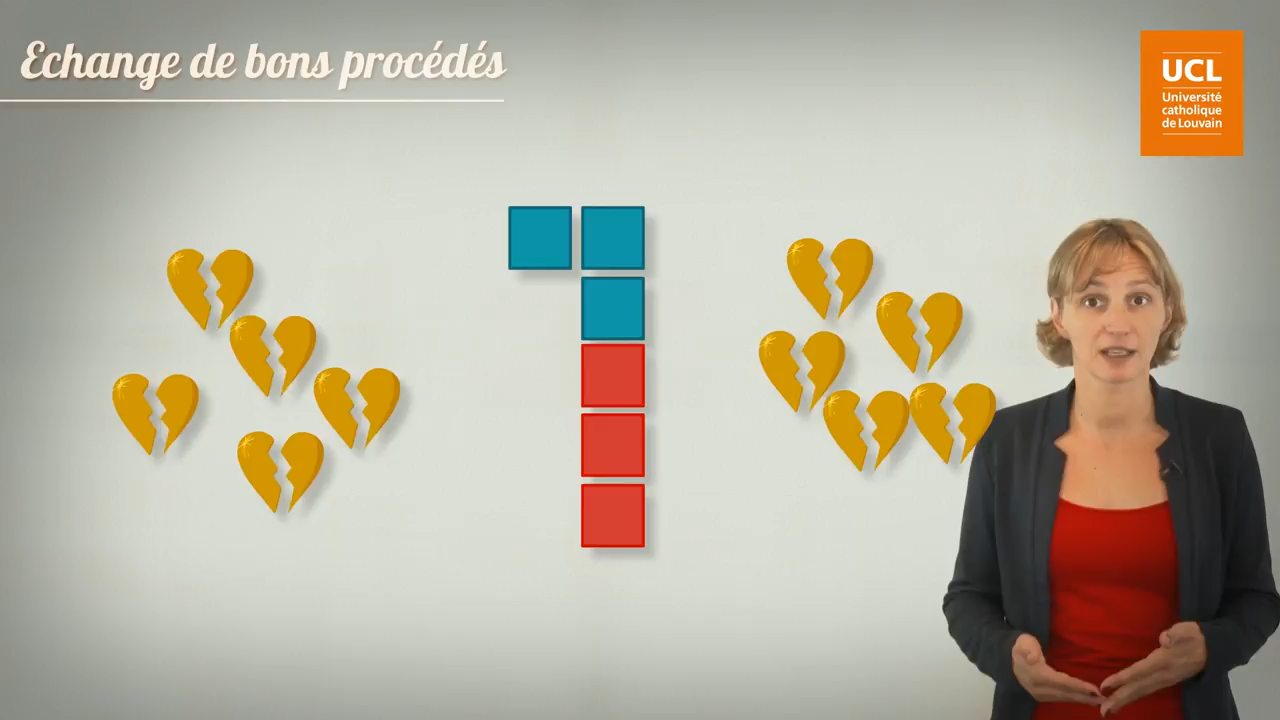 Echange de bons procédés
UCL
Université
catholique
de Louvain